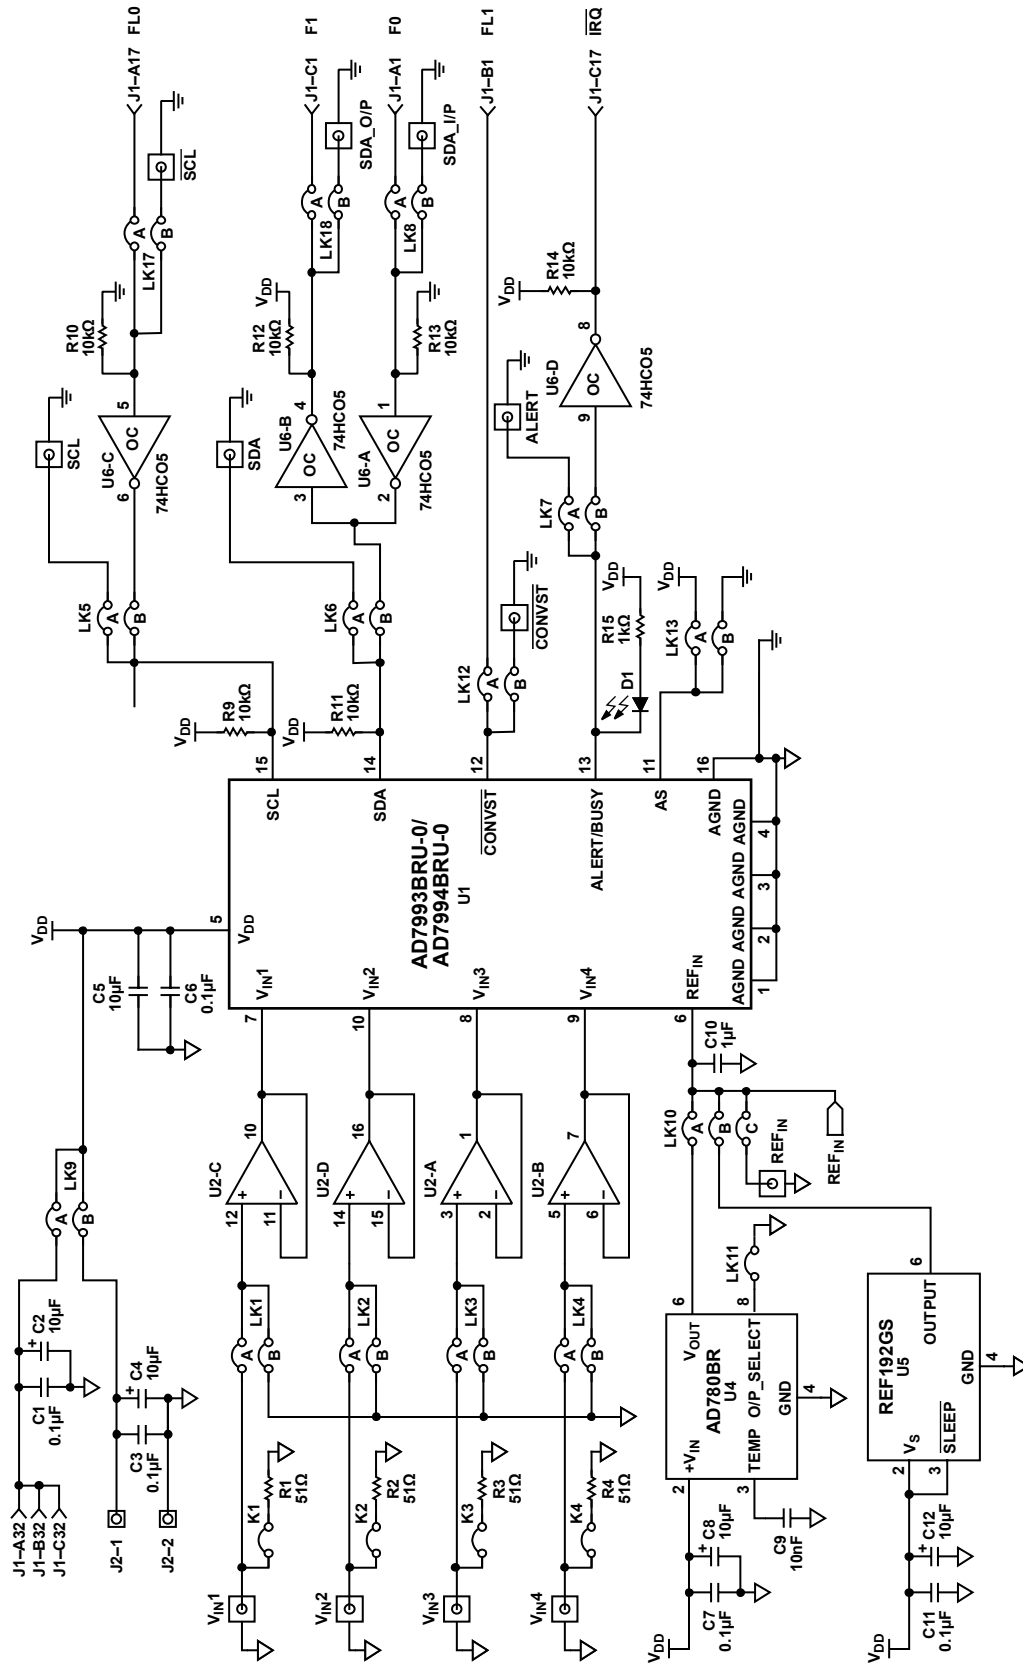 J1–A32
J1–B32
J1–C32
J2–1
J2–2
C1
0.1µF
+ C2
10µF
C3
0.1µF
+ C4
10µF
LK9
A
B
VDD
C5
10µF
C6
0.1µF
5
VDD
VIN1
K1
R1
51Ω
LK1
A
B
12
11
+
–
U2-C
10
7
VIN1
VIN2
K2
R2
51Ω
LK2
A
B
14
15
+
–
U2-D
16
10
VIN2
VIN3
K3
R3
51Ω
LK3
A
B
3
2
+
–
U2-A
1
8
VIN3
VIN4
K4
R4
51Ω
LK4
A
B
5
6
+
–
U2-B
7
9
VIN4
AD7993BRU-0/
AD7994BRU-0
U1
VDD
C7
0.1µF
+ C8
10µF
C9
10nF
2
3
+VIN
TEMP
AD780BR
U4
VOUT
O/P_SELECT
GND
6
8
4
LK11
LK10
A
B
C
REFIN
REFIN
C10
1µF
6
REFIN
VDD
C11
0.1µF
+ C12
10µF
2
3
VS
SLEEP
REF192GS
U5
OUTPUT
GND
6
4
AGND
AGND
AGND
AGND
1
2
3
4
AGND
16
SCL
15
VDD
R9
10kΩ
LK5
A
B
SCL
6
U6-C
OC
74HCO5
5
R10
10kΩ
LK17
A
B
SCL
J1–A17
FL0
SDA
14
VDD
R11
10kΩ
LK6
A
B
SDA
3
U6-B
OC
4
74HCO5
R12
10kΩ
VDD
LK18
A
B
SDA_O/P
J1–C1
F1
2
U6-A
OC
1
74HCO5
R13
10kΩ
LK8
A
B
SDA_I/P
J1–A1
F0
CONVST
12
LK12
A
B
CONVST
J1–B1
FL1
ALERT/BUSY
13
D1
R15
1kΩ
VDD
LK7
A
B
ALERT
9
U6-D
OC
8
74HCO5
VDD
R14
10kΩ
J1–C17
IRQ
AS
11
LK13
A
B
VDD